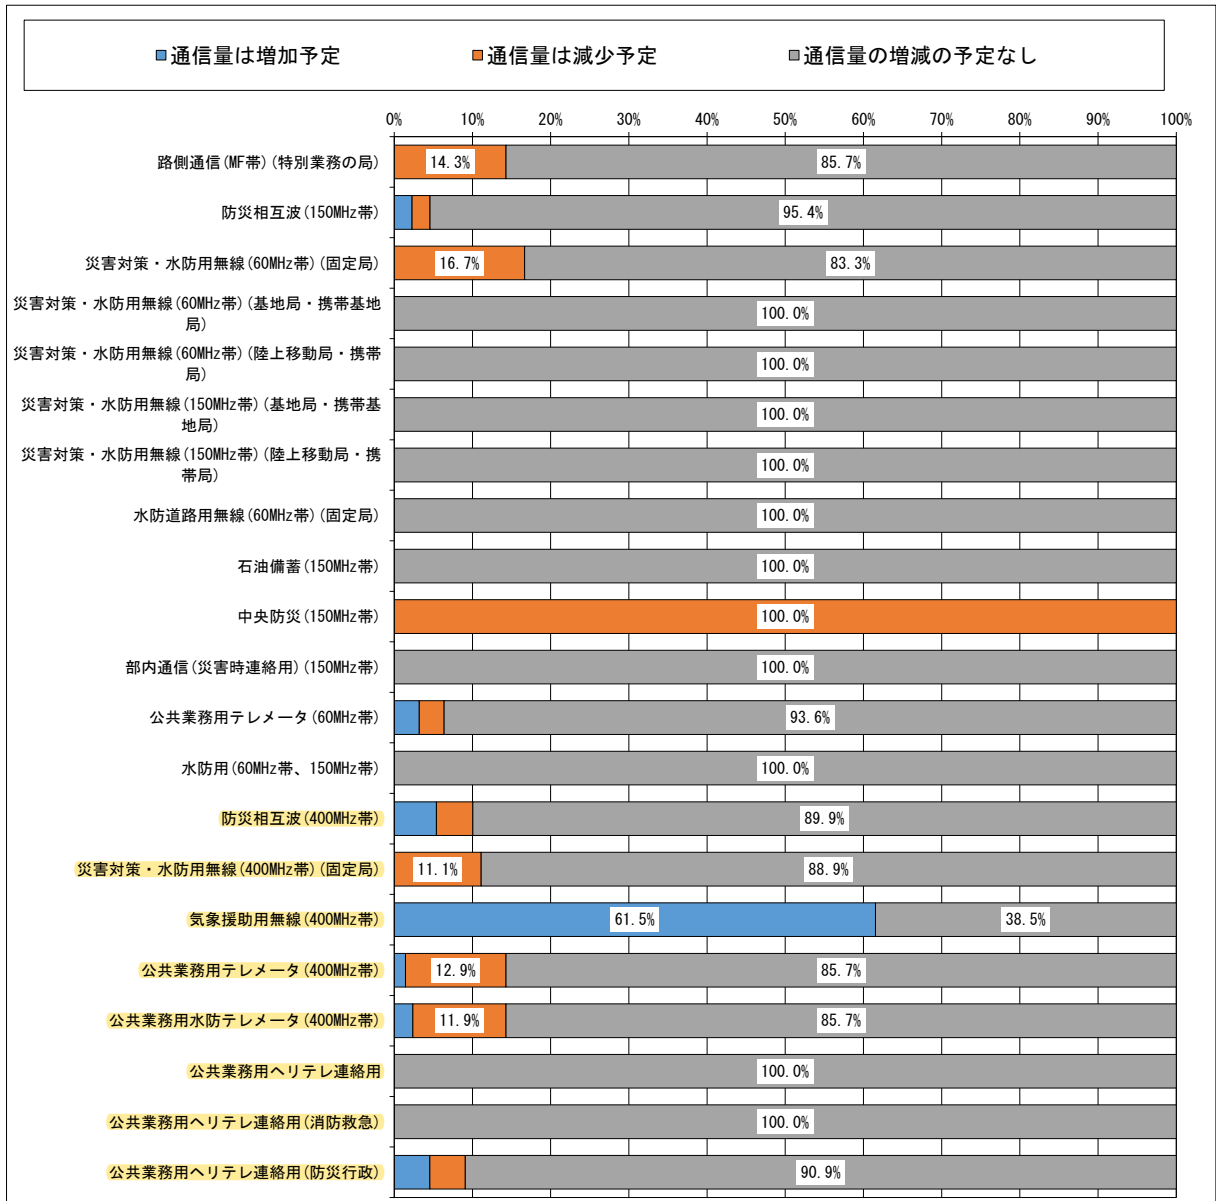 通信量は増加予定 通信量は減少予定 通信量の増減の予定なし
0% 10% 20% 30% 40% 50% 60% 70% 80% 90% 100%
路側通信(MF帯)(特別業務の局) 14.3% 85.7%
防災相互波(150MHz帯) 95.4%
災害対策・水防用無線(60MHz帯)(固定局) 16.7% 83.3%
災害対策・水防用無線(60MHz帯)(基地局・携帯基地
局) 100.0%
災害対策・水防用無線(60MHz帯)(陸上移動局・携帯
局) 100.0%
災害対策・水防用無線(150MHz帯)(基地局・携帯基
地局) 100.0%
災害対策・水防用無線(150MHz帯)(陸上移動局・携
帯局) 100.0%
水防道路用無線(60MHz帯)(固定局) 100.0%
石油備蓄(150MHz帯) 100.0%
中央防災(150MHz帯) 100.0%
部内通信(災害時連絡用)(150MHz帯) 100.0%
公共業務用テレメータ(60MHz帯) 93.6%
水防用(60MHz帯、150MHz帯) 100.0%
防災相互波(400MHz帯) 89.9%
災害対策・水防用無線(400MHz帯)(固定局) 11.1% 88.9%
気象援助用無線(400MHz帯) 61.5% 38.5%
公共業務用テレメータ(400MHz帯) 12.9% 85.7%
公共業務用水防テレメータ(400MHz帯) 11.9% 85.7%
公共業務用ヘリテレ連絡用 100.0%
公共業務用ヘリテレ連絡用(消防救急) 100.0%
公共業務用ヘリテレ連絡用(防災行政) 90.9%